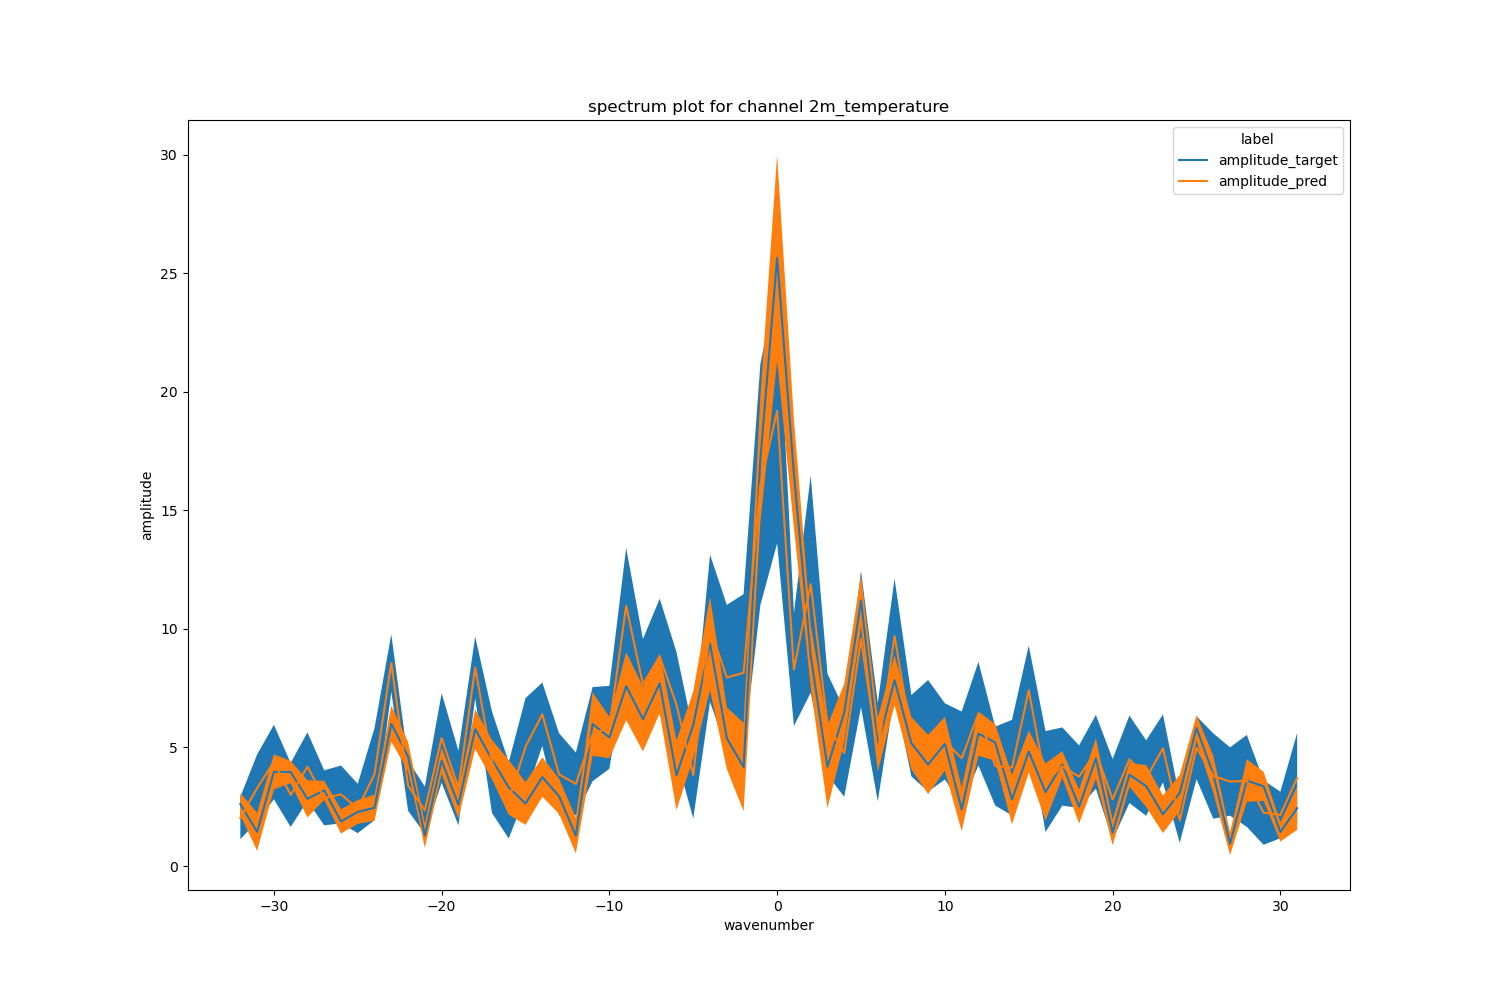 spectrum plot for channel 2m_temperature
label
amplitude_target
amplitude_pred
30
25
20
15
10
5
0
amplitude
−30 −20 −10 0 10 20 30
wavenumber